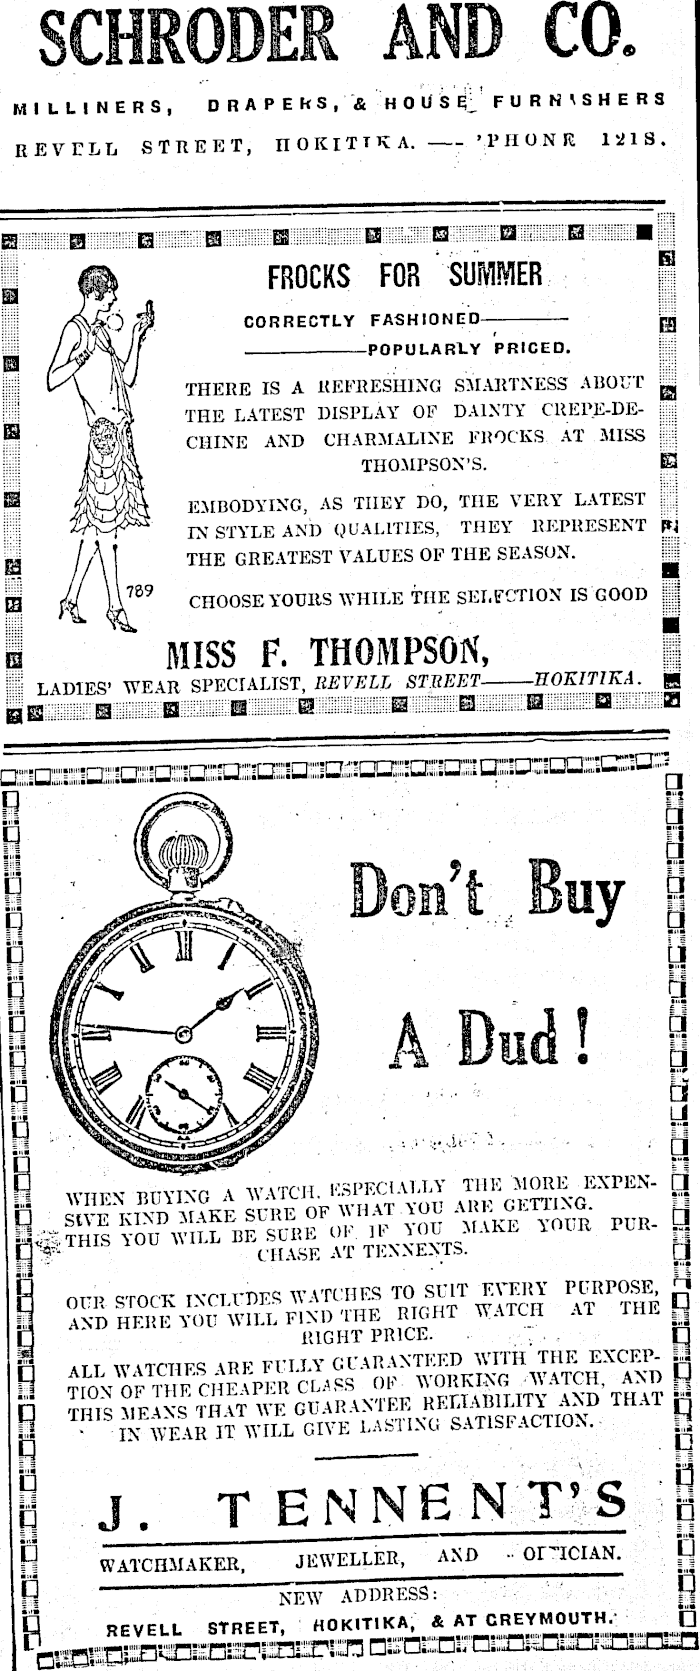 SCHRODER AND CO.
MILLINERS, DRAPERS, & HOUSE FURNISHERS
REVELL STREET, HOKITIKA. —— 'PHONE 121S.
FROCKS FOR SUMMER
CORRECTLY FASHIONED————
——————POPULARLY PRICED.
THERE IS A REFRESHING SMARTNESS ABOUT
THE LATEST DISPLAY OF DAINTY CREPE-DE-
CHINE AND CHARMALINE FROCKS AT MISS
THOMPSON'S.
EMBODYING, AS THEY DO, THE VERY LATEST
IN STYLE AND QUALITIES, THEY REPRESENT
THE GREATEST VALUES OF THE SEASON.
789
CHOOSE YOURS WHILE THE SELECTION IS GOOD
MISS F. THOMPSON,
LADIES' WEAR SPECIALIST, REVELL STREET———HOKITIKA.
Don't Buy
A Dud!
WHEN BUYING A WATCH, ESPECIALLY THE MORE EXPEN-
SIVE KIND MAKE SURE OF WHAT YOU ARE GETTING.
THIS YOU WILL BE SURE OF IF YOU MAKE YOUR PUR-
CHASE AT TENNENTS.
OUR STOCK INCLUDES WATCHES TO SUIT EVERY PURPOSE,
AND HERE YOU WILL FIND THE RIGHT WATCH AT THE
RIGHT PRICE.
ALL WATCHES ARE FULLY GUARANTEED WITH THE EXCEP-
TION OF THE CHEAPER CLASS OF WORKING WATCH, AND
THIS MEANS THAT WE GUARANTEE RELIABILITY AND THAT
IN WEAR IT WILL GIVE LASTING SATISFACTION.
J. TENNENT'S
WATCHMAKER, JEWELLER, AND OPTICIAN.
NEW ADDRESS:
REVELL STREET, HOKITIKA, & AT GREYMOUTH.